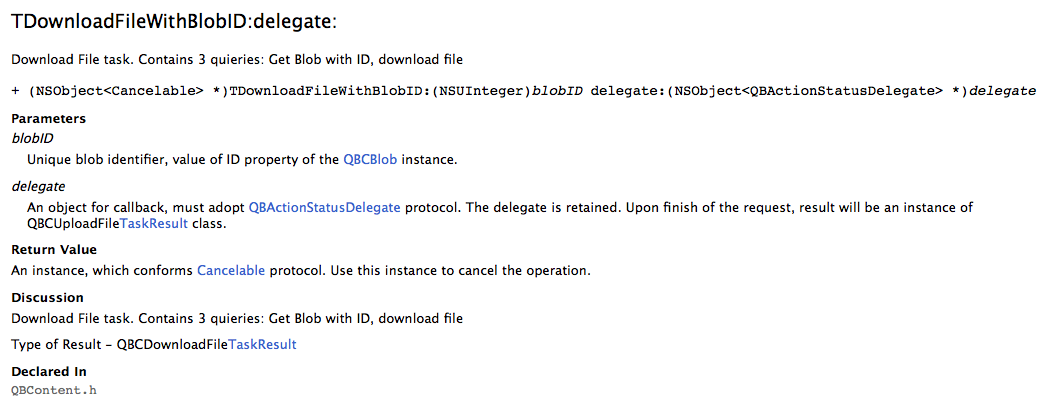 TDownloadFileWithBlobID:delegate:
Download File task. Contains 3 quieries: Get Blob with ID, download file
+ (NSObject<Cancelable> *)TDownloadFileWithBlobID:(NSUInteger)blobID delegate:(NSObject<QBActionStatusDelegate> *)delegate
Parameters
blobID
Unique blob identifier, value of ID property of the QBCBlob instance.
delegate
An object for callback, must adopt QBActionStatusDelegate protocol. The delegate is retained. Upon finish of the request, result will be an instance of
QBCUploadFileTaskResult class.
Return Value
An instance, which conforms Cancelable protocol. Use this instance to cancel the operation.
Discussion
Download File task. Contains 3 quieries: Get Blob with ID, download file
Type of Result – QBCDownloadFileTaskResult
Declared In
QBContent.h